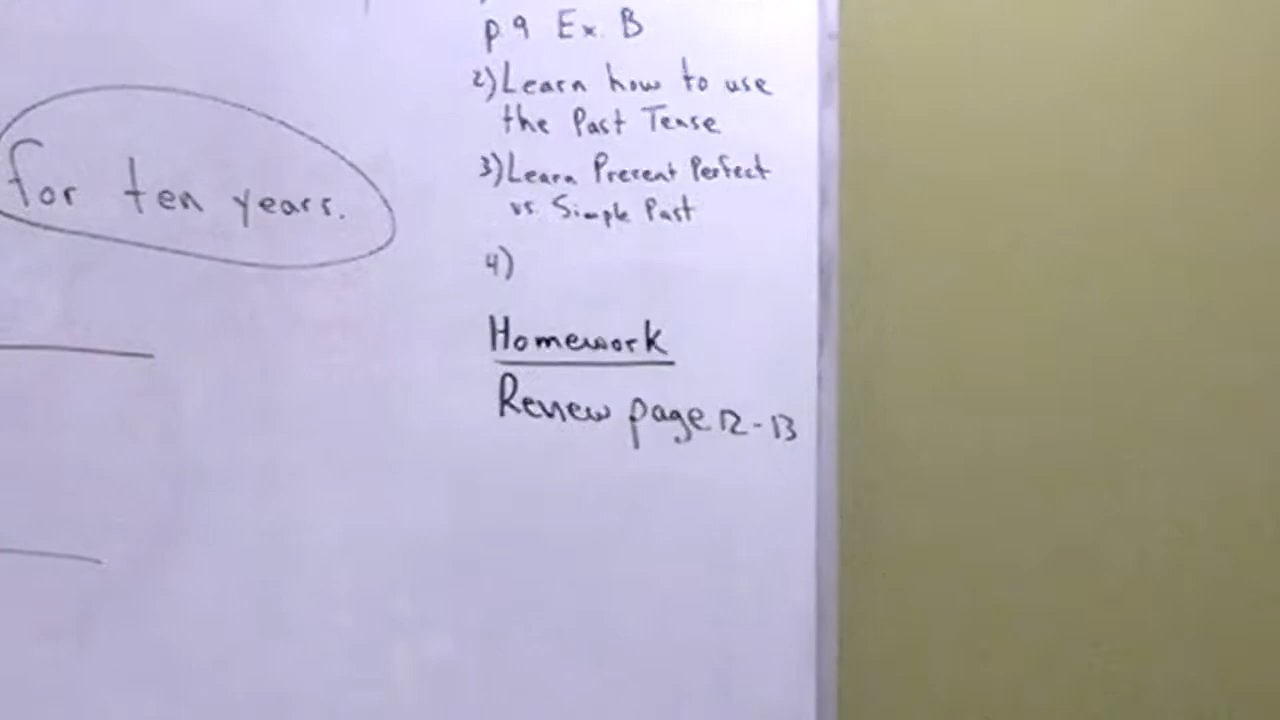 p.9 Ex. B
2) Learn how to use
the Past Tense
3) Learn Present Perfect
vs. Simple Past
4)
for ten years.
Homework
Review page 12-13